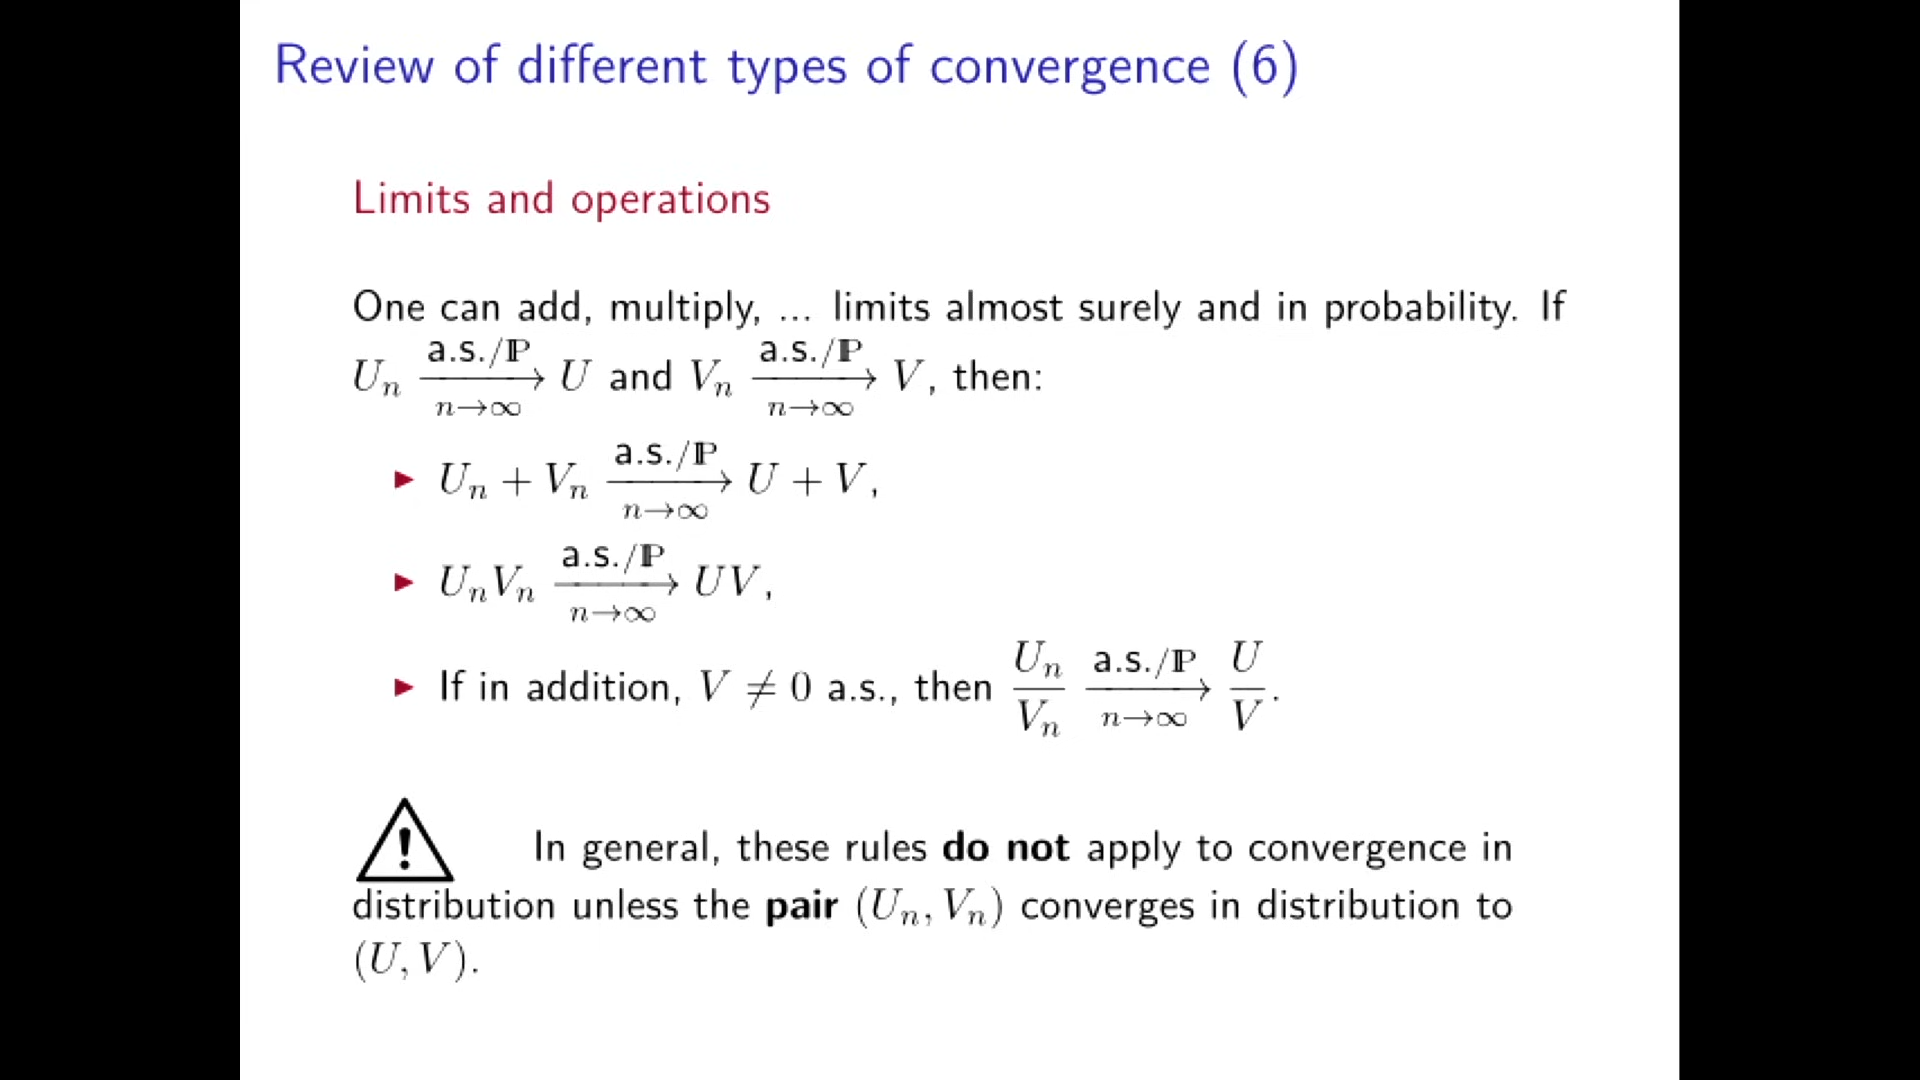 Review of different types of convergence (6)
Limits and operations
One can add, multiply, ... limits almost surely and in probability. If
$U_n \xrightarrow[n\to\infty]{\text{a.s.}/\mathbb{P}} U$ and $V_n \xrightarrow[n\to\infty]{\text{a.s.}/\mathbb{P}} V$, then:
▶ $U_n + V_n \xrightarrow[n\to\infty]{\text{a.s.}/\mathbb{P}} U + V$,
▶ $U_n V_n \xrightarrow[n\to\infty]{\text{a.s.}/\mathbb{P}} UV$,
▶ If in addition, $V \neq 0$ a.s., then $\frac{U_n}{V_n} \xrightarrow[n\to\infty]{\text{a.s.}/\mathbb{P}} \frac{U}{V}$.
! In general, these rules do not apply to convergence in
distribution unless the pair $(U_n, V_n)$ converges in distribution to
$(U, V)$.